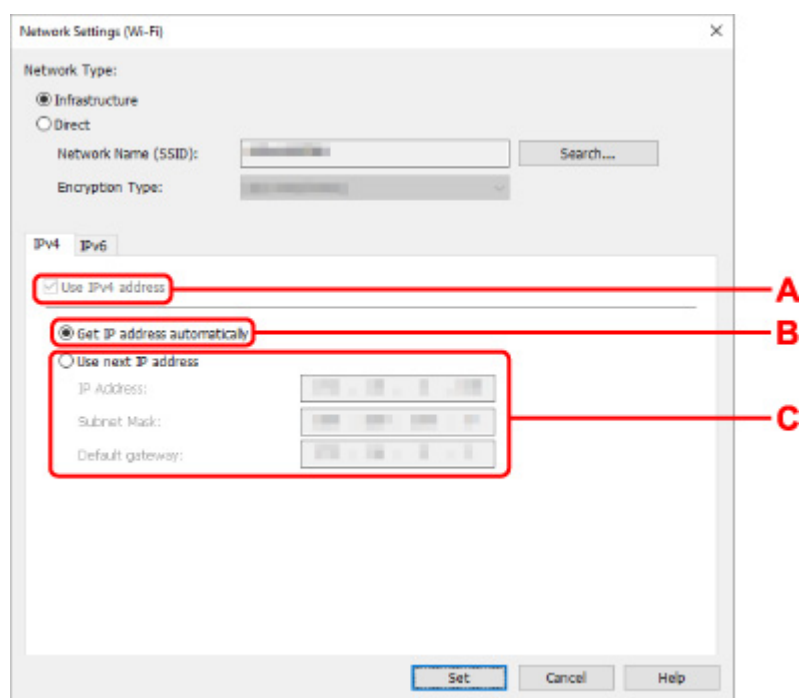 Network Settings (Wi-Fi)
Network Type:
Infrastructure
Direct
Network Name (SSID):
Search...
Encryption Type:
IPv4 IPv6
Use IPv4 address
A
Get IP address automatically
B
Use next IP address
IP Address:
Subnet Mask:
C
Default gateway:
Set Cancel Help